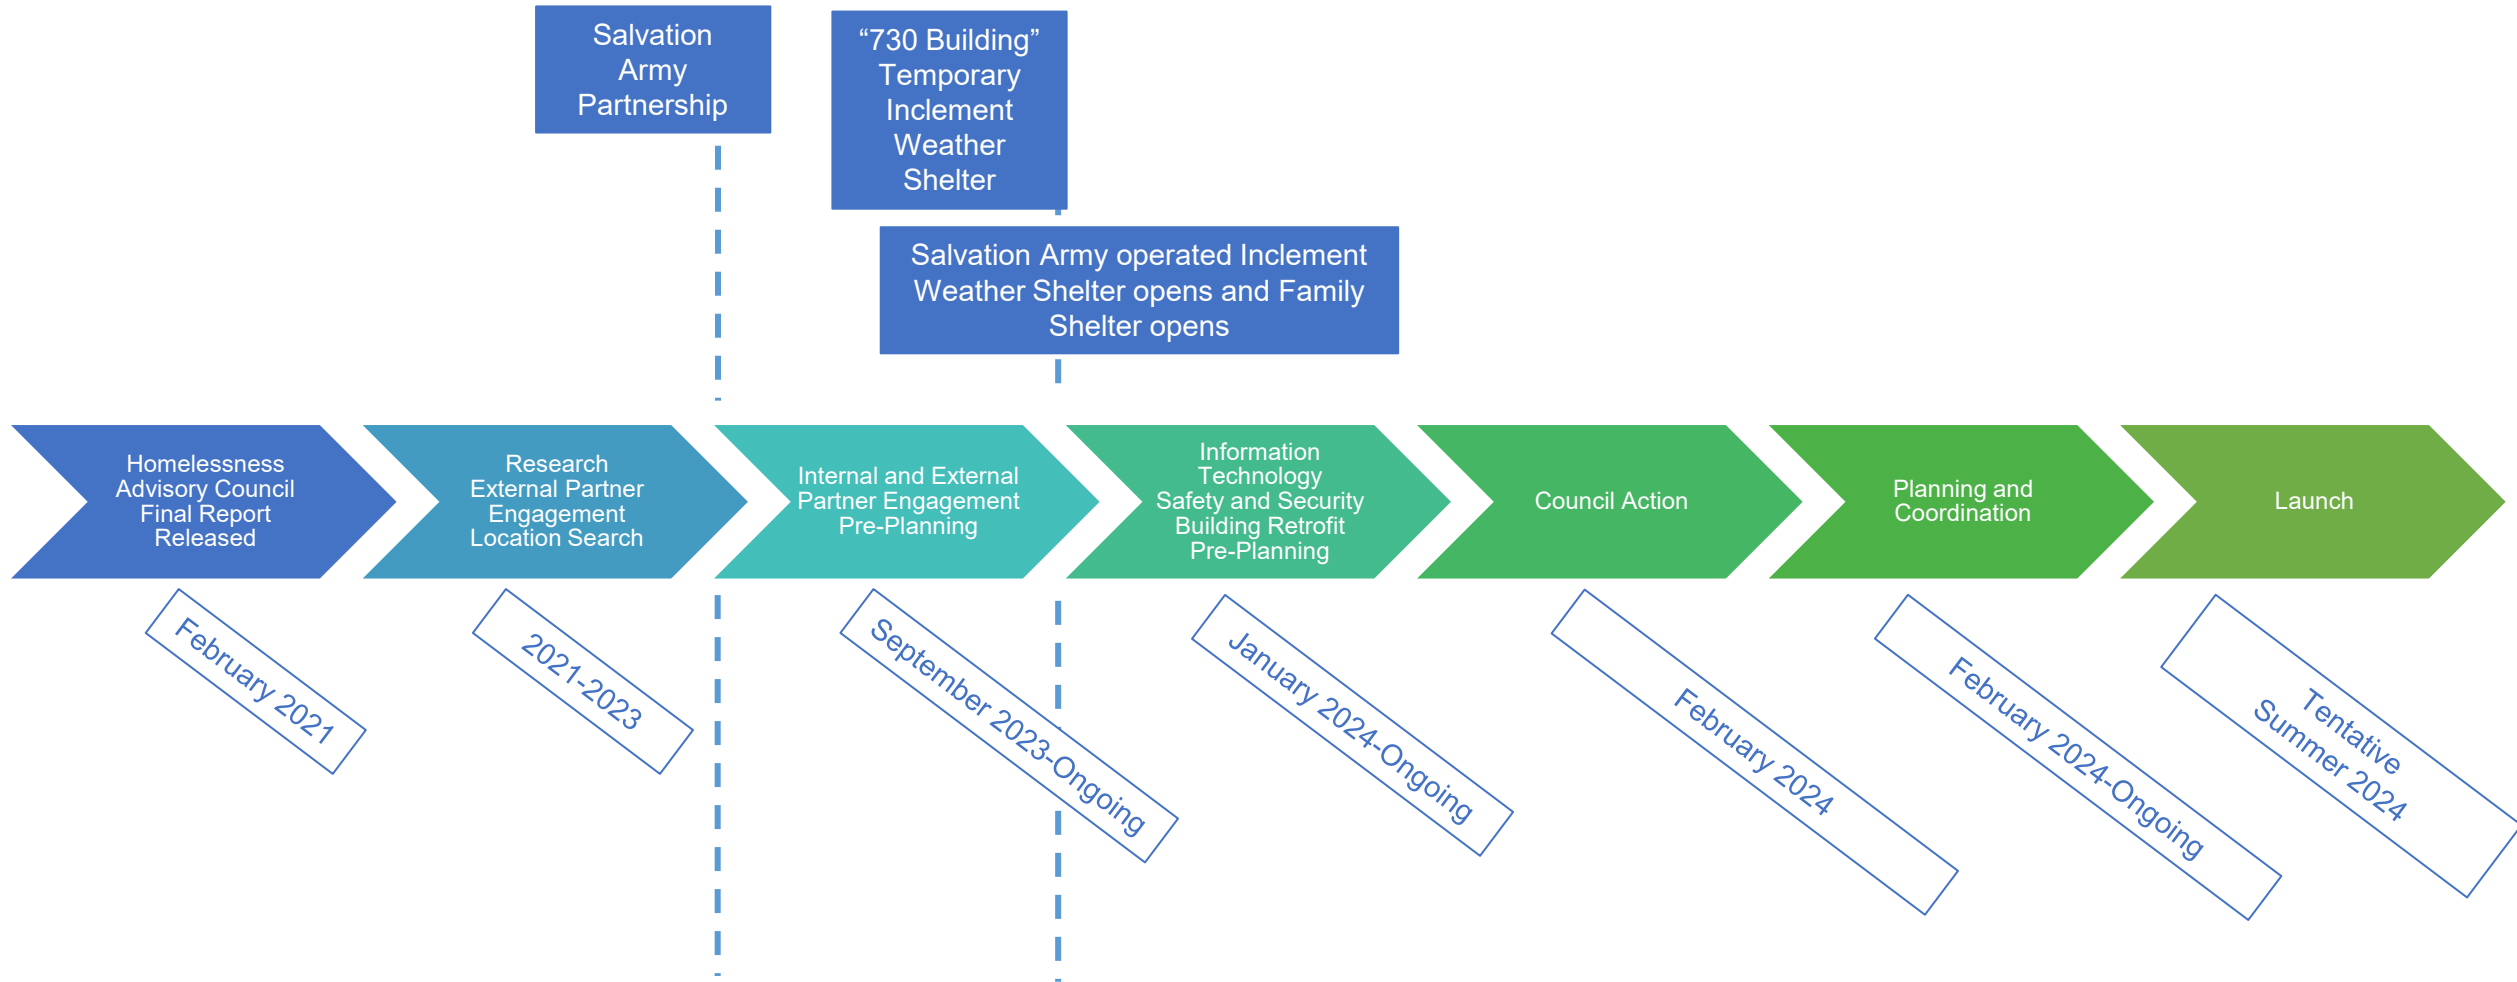 Salvation
Army
Partnership
“730 Building”
Temporary
Inclement
Weather
Shelter
Salvation Army operated Inclement
Weather Shelter opens and Family
Shelter opens
Homelessness
Advisory Council
Final Report
Released
Research
External Partner
Engagement
Location Search
Internal and External
Partner Engagement
Pre-Planning
Information
Technology
Safety and Security
Building Retrofit
Pre-Planning
Council Action
Planning and
Coordination
Launch
February 2021
2021-2023
September 2023-Ongoing
January 2024-Ongoing
February 2024
February 2024-Ongoing
Tentative
Summer 2024